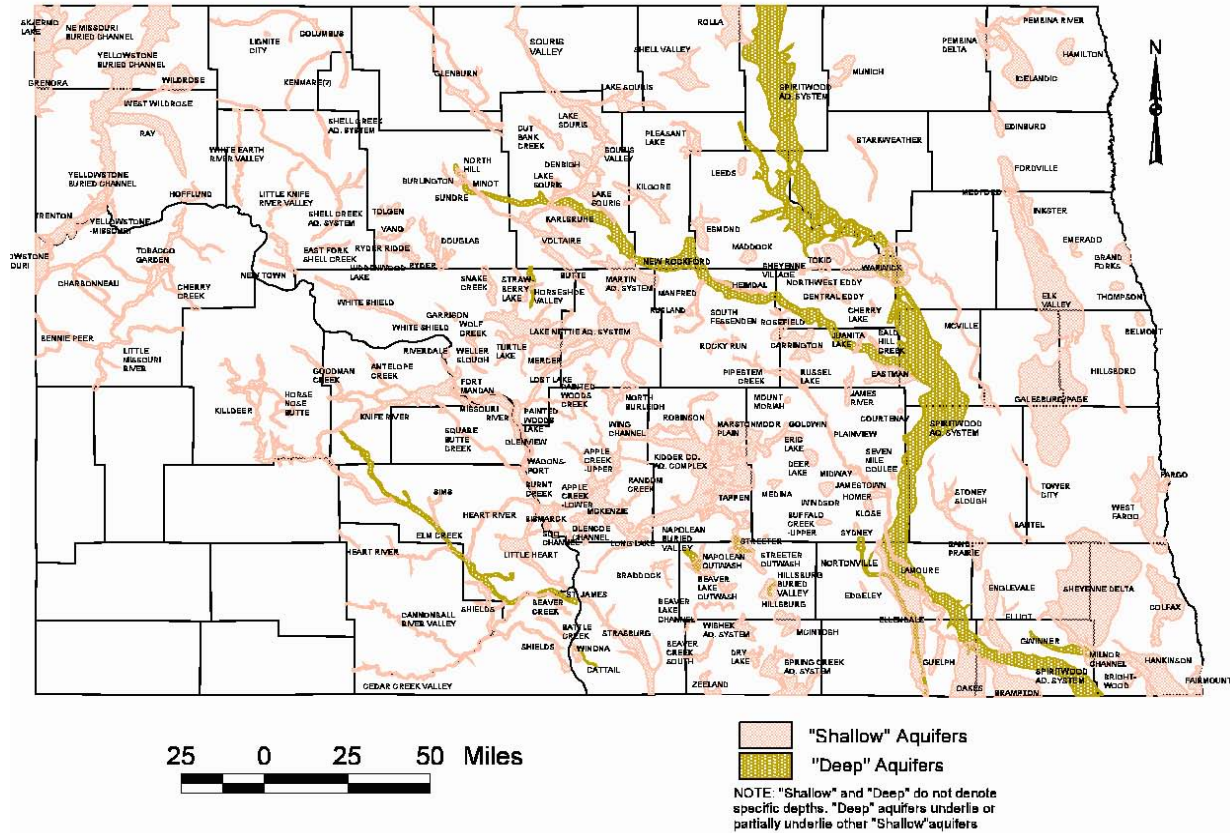 SKJERMO
LAKE
NE MISSOURI
BURIED CHANNEL
YELLOWSTONE
BURIED CHANNEL
GRENORA
WILDROSE
WEST WILDROSE
RAY
LIGNITE
CITY
COLUMBUS
KENMARE(?)
GLENBURN
SOURIS
VALLEY
SHELL VALLEY
ROLLA
MUNICH
SPIRITWOOD
AQ. SYSTEM
PEMBINA
DELTA
PEMBINA RIVER
HAMILTON
ICELANDIC
N
LAKE SOURIS
SHELL CREEK
AQ. SYSTEM
WHITE EARTH
RIVER VALLEY
CUT
BANK
CREEK
LAKE
SOURIS
SOURIS
VALLEY
PLEASANT
LAKE
STARKWEATHER
EDINBURG
FORDVILLE
MEDFORD
INKSTER
YELLOWSTONE
BURIED CHANNEL
HOFFLUND
LITTLE KNIFE
RIVER VALLEY
BURLINGTON
NORTH
HILL
MINOT
SUNDRE
DENBIGH
LAKE
SOURIS
LAKE
SOURIS
KILGORE
LEEDS
TRENTON
YELLOWSTONE
-MISSOURI
SHELL CREEK
AQ. SYSTEM
TOLGEN
VANG
KARLSRUHE
VOLTAIRE
ESMOND
MADDOCK
EMERADO
GRAND
FORKS
TOBACCO
GARDEN
EAST FORK
SHELL CREEK
RYDER RIDGE
DOUGLAS
RYDER
HIDDENWOOD
LAKE
NEW ROCKFORD
SHEYENNE
VILLAGE
TOKIO
WARWICK
CHARBONNEAU
CHERRY
CREEK
NEW TOWN
SNAKE
CREEK
STRAW-
BERRY
LAKE
BUTTE
HORSESHOE
VALLEY
MARTIN
AQ. SYSTEM
MANFRED
HEIMDAL
NORTHWEST EDDY
CENTRAL EDDY
CHERRY
LAKE
ELK
VALLEY
THOMPSON
WHITE SHIELD
GARRISON
WHITE SHIELD
WOLF
CREEK
LAKE NETTIE AQ. SYSTEM
RUSLAND
SOUTH
FESSENDEN
ROSEFIELD
JUANITA
LAKE
BALD
HILL
CREEK
MCVILLE
BELMONT
BENNIE PEER
LITTLE
MISSOURI
RIVER
RIVERDALE
WELLER
SLOUGH
TURTLE
LAKE
MERCER
ROCKY RUN
CARRINGTON
EASTMAN
HILLSBORO
GOODMAN
CREEK
ANTELOPE
CREEK
FORT
MANDAN
LOST LAKE
PAINTED
WOODS
CREEK
PIPESTEM
CREEK
RUSSEL
LAKE
JAMES
RIVER
GALESBURG/PAGE
KILLDEER
HORSE
NOSE
BUTTE
KNIFE RIVER
MISSOURI
RIVER
PAINTED
WOODS
LAKE
NORTH
BURLEIGH
WING
CHANNEL
ROBINSON
MOUNT
MORIAH
MARSTONMOOR
PLAIN
GOLDWIN
COURTENAY
PLAINVIEW
SPIRITWOOD
AQ. SYSTEM
SQUARE
BUTTE
CREEK
GLENVIEW
WAGONS-
PORT
APPLE
CREEK
-UPPER
KIDDER CO.
AQ. COMPLEX
ERIC
LAKE
DEER
LAKE
MIDWAY
SEVEN
MILE
COULEE
FARGO
SIMS
BURNT
CREEK
APPLE
CREEK
-LOWER
RANDOM
CREEK
TAPPEN
MEDINA
JAMESTOWN
WINDSOR
HOMER
STONEY
SLOUGH
TOWER
CITY
WEST
FARGO
HEART RIVER
BISMARCK
MCKENZIE
BUFFALO
CREEK
-UPPER
KLOSE
BANTEL
ELM CREEK
SOO
CHANNEL
GLENCOE
CHANNEL
LONG LAKE
NAPOLEAN
BURIED
VALLEY
STREETER
SYDNEY
SAND
PRAIRIE
HEART RIVER
LITTLE HEART
BRADDOCK
NAPOLEAN
OUTWASH
STREETER
OUTWASH
NORTONVILLE
LAMOURE
ENGLEVALE
SHEYENNE DELTA
BEAVER
LAKE
OUTWASH
HILLSBURG
BURIED
VALLEY
HILLSBURG
EDGELEY
COLFAX
SHIELDS
BEAVER
CREEK
ST. JAMES
BEAVER
LAKE
CHANNEL
CANNONBALL
RIVER VALLEY
BATTLE
CREEK
STRASBURG
WISHEK
AQ. SYSTEM
MCINTOSH
ELLENDALE
ELLIOT
GWINNER
SHIELDS
WINONA
CATTAIL
BEAVER
CREEK
SOUTH
DRY
LAKE
SPRING CREEK
AQ. SYSTEM
GUELPH
SPIRITWOOD
AQ. SYSTEM
MILNOR
CHANNEL
HANKINSON
BRIGHT-
WOOD
FAIRMOUNT
CEDAR CREEK VALLEY
ZEELAND
OAKES
BRAMPTON
25 0 25 50 Miles
"Shallow" Aquifers
"Deep" Aquifers
NOTE: "Shallow" and "Deep" do not denote
specific depths. "Deep" aquifers underlie or
partially underlie other "Shallow"aquifers